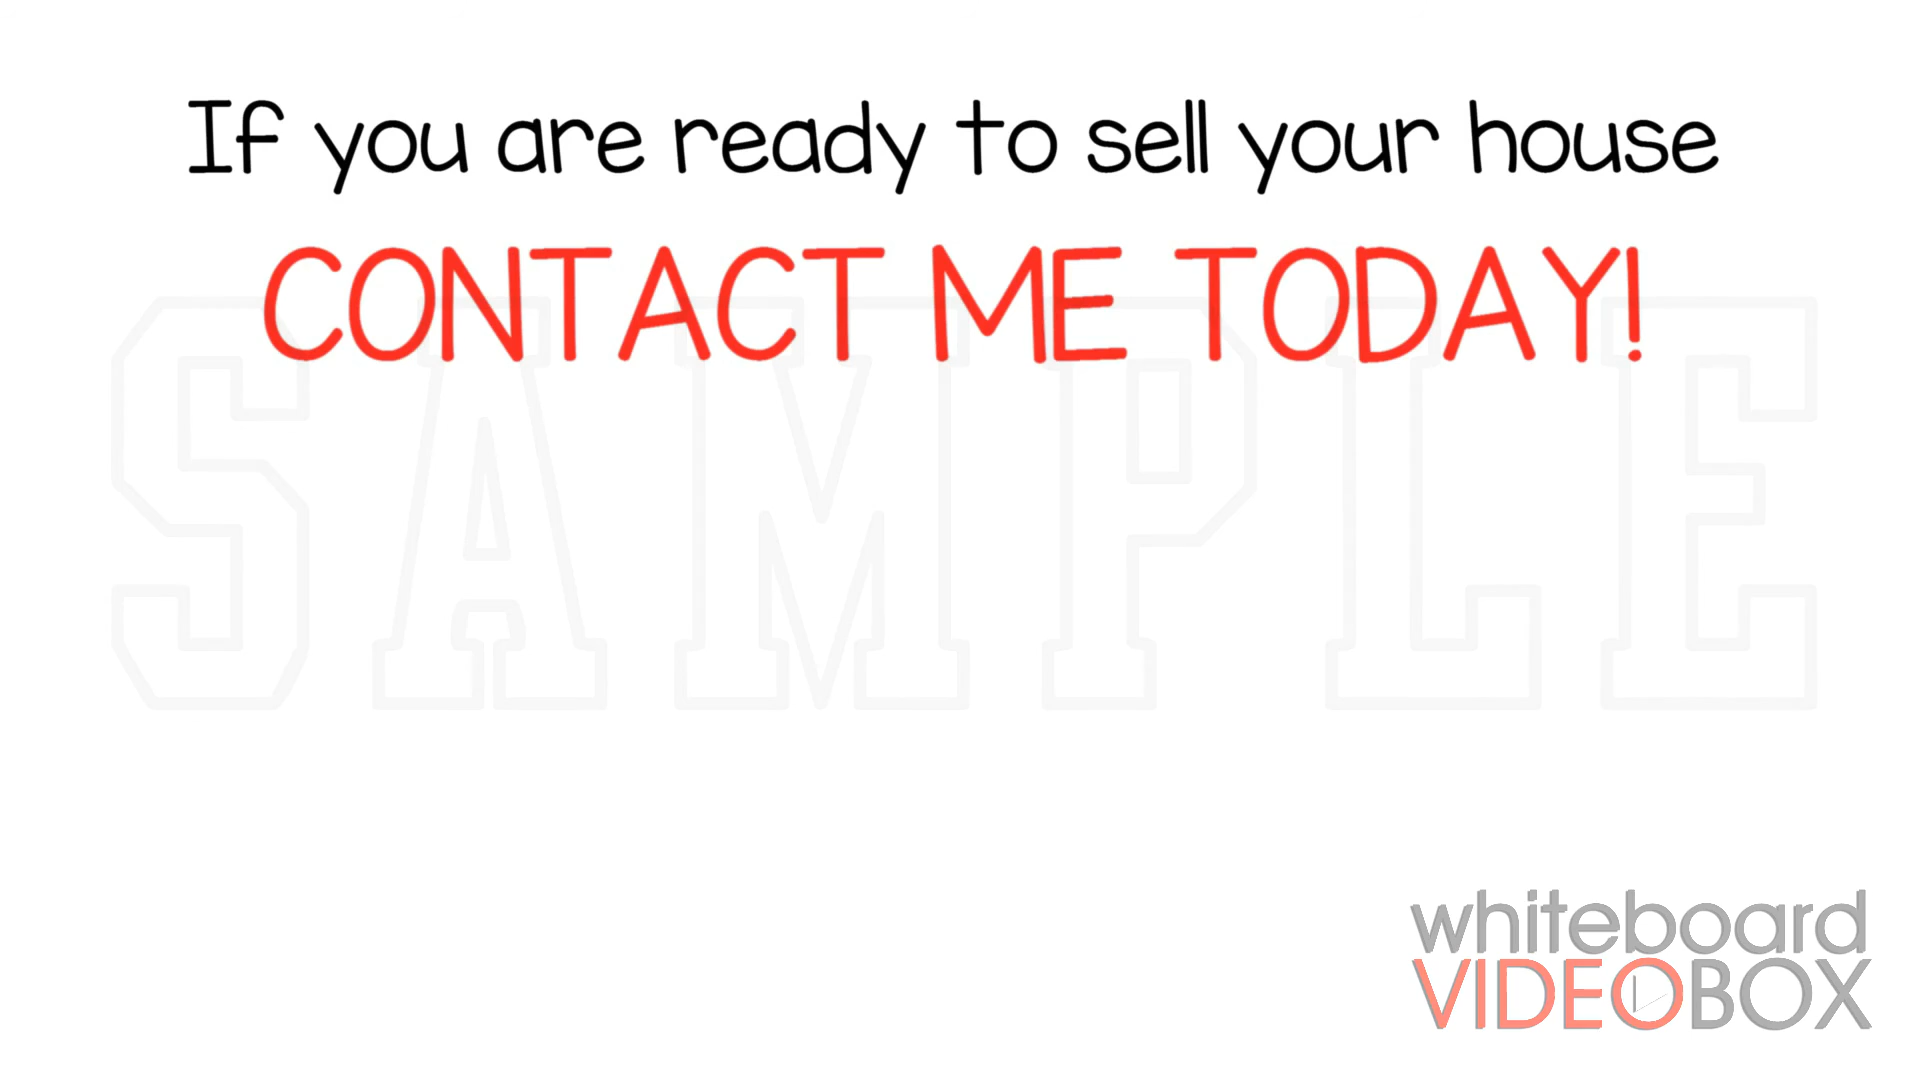 If you are ready to sell your house
CONTACT ME TODAY!
SAMPLE
whiteboard
VIDEOBOX